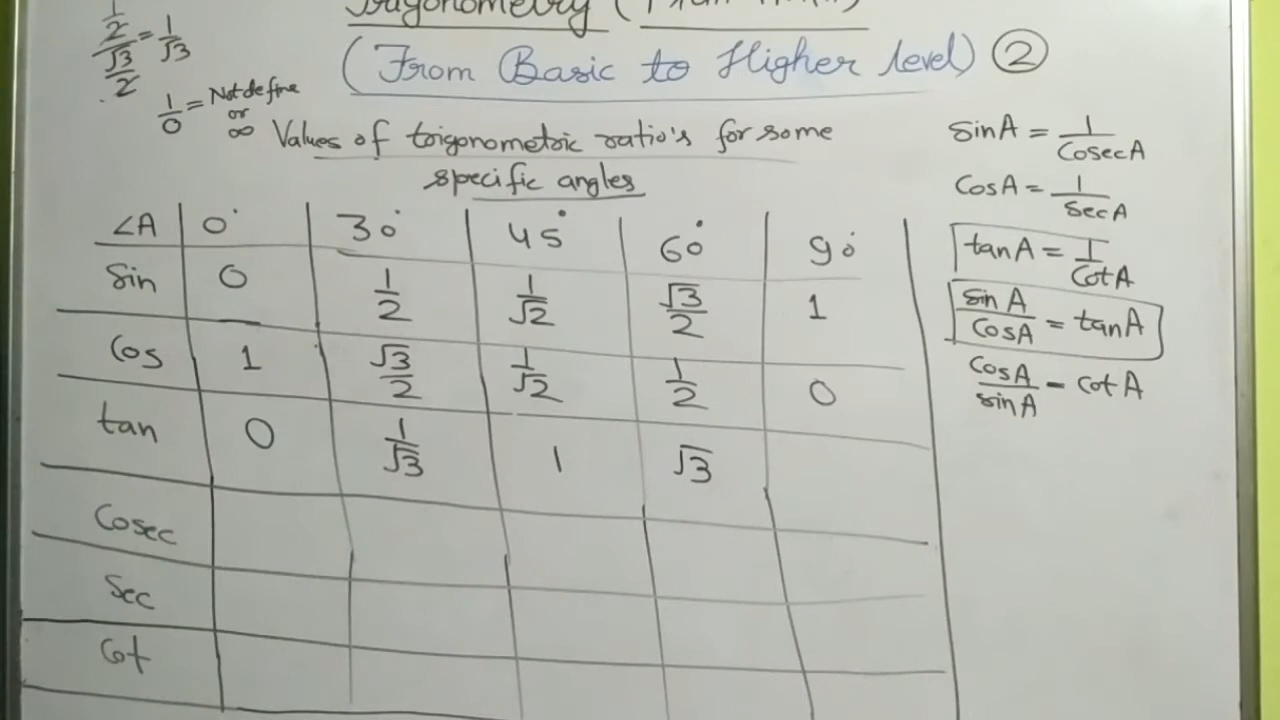 Trigonometry (
(From Basic to Higher level) ②
1/2 / √3/2 = 1/√3
1/0 = Not define or ∞
Values of trigonometric ratio's for some
specific angles
∠A 0° 30° 45° 60° 90°
Sin 0 1/2 1/√2 √3/2 1
Cos 1 √3/2 1/√2 1/2 0
tan 0 1/√3 1 √3
Cosec
Sec
Cot
sinA = 1/CosecA
CosA = 1/SecA
tanA = 1/CotA
sinA/CosA = tanA
CosA/sinA - cotA